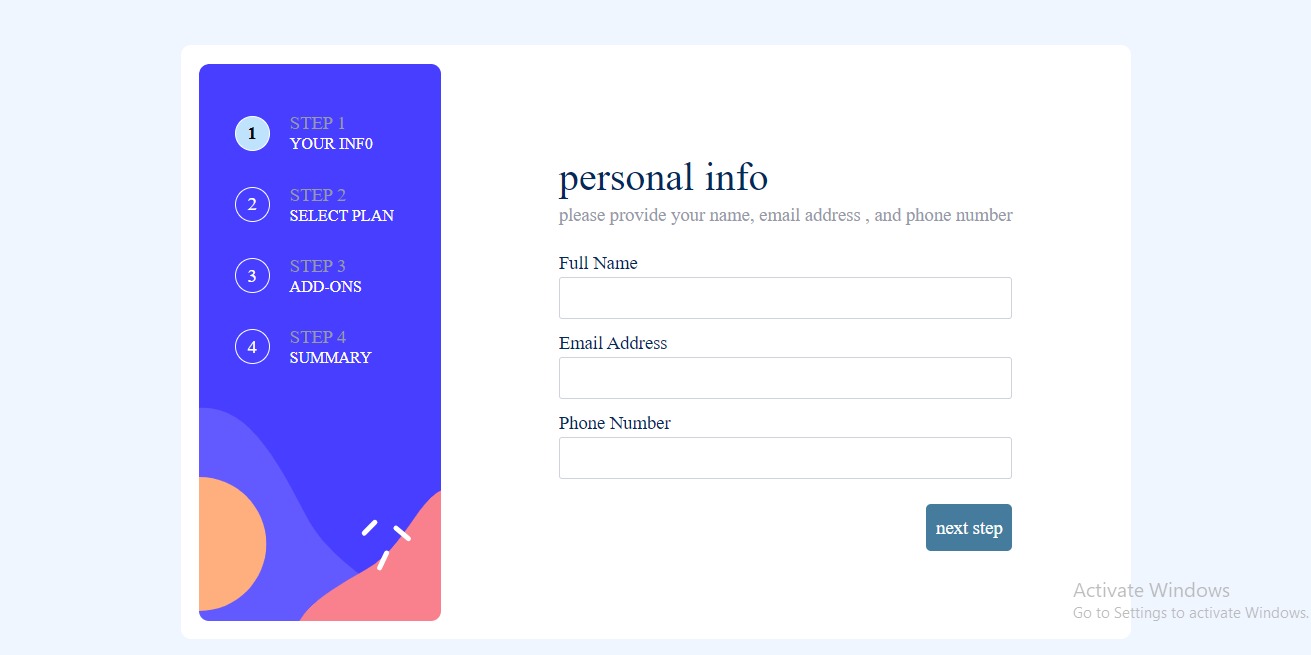 1
STEP 1
YOUR INF0
2
STEP 2
SELECT PLAN
3
STEP 3
ADD-ONS
4
STEP 4
SUMMARY
personal info
please provide your name, email address , and phone number
Full Name
Email Address
Phone Number
next step
Activate Windows
Go to Settings to activate Windows.